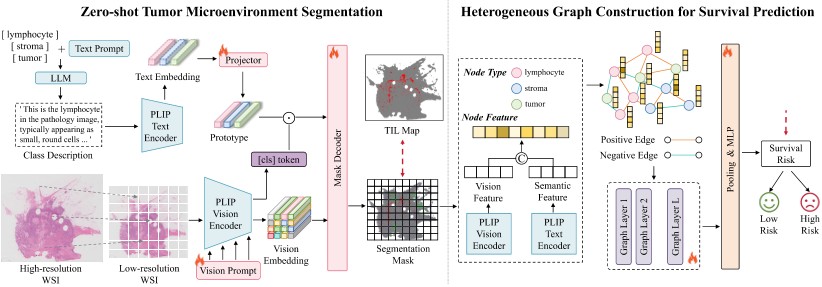 Zero-shot Tumor Microenvironment Segmentation
[ lymphocyte ]
[ stroma ]
[ tumor ]
+
Text Prompt
LLM
' This is the lymphocyte
in the pathology image,
typically appearing as
small, round cells ... '
Class Description
Text Embedding
PLIP
Text
Encoder
Projector
Prototype
[cls] token
PLIP
Vision
Encoder
Vision Prompt
Vision
Embedding
High-resolution
WSI
Low-resolution
WSI
Mask Decoder
TIL Map
Segmentation
Mask
Heterogeneous Graph Construction for Survival Prediction
Node Type
lymphocyte
stroma
tumor
Node Feature
C
Vision
Feature
Semantic
Feature
PLIP
Vision
Encoder
PLIP
Text
Encoder
Positive Edge
Negative Edge
Graph Layer 1
Graph Layer 2
Graph Layer L
Pooling & MLP
Survival
Risk
Low
Risk
High
Risk